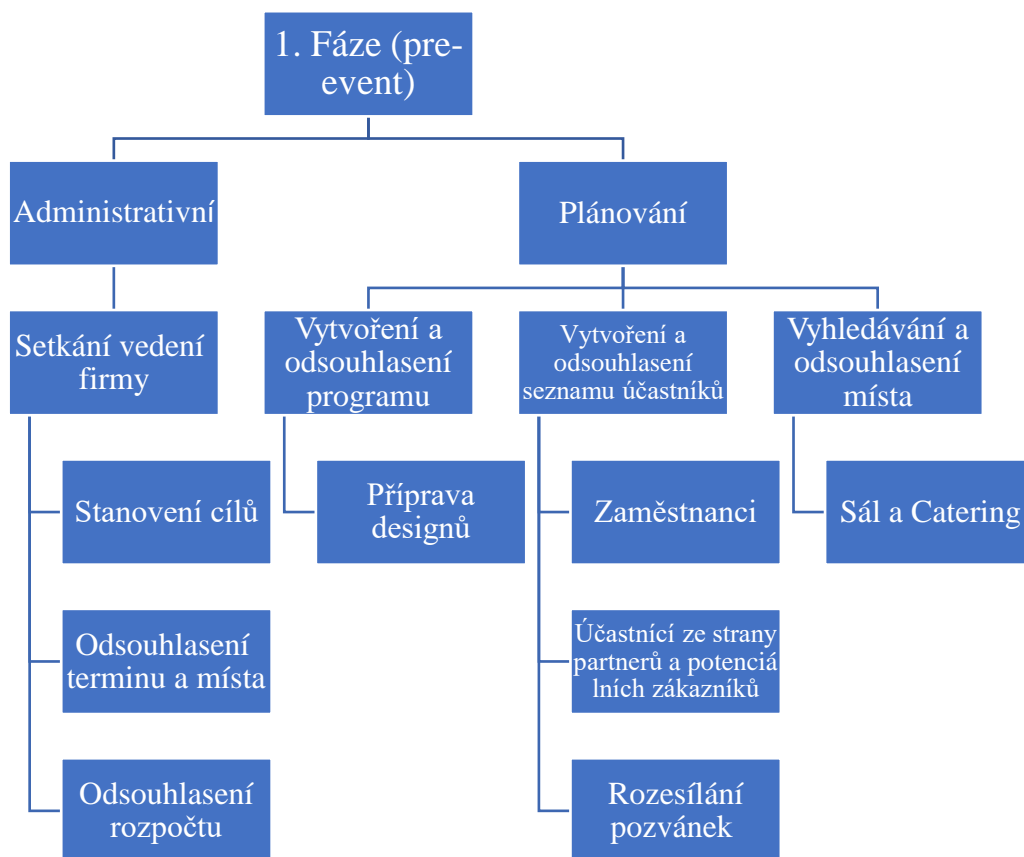 1. Fáze (pre-
event)
Administrativní
Plánování
Setkání vedení
firmy
Vytvoření a
odsouhlasení
programu
Vytvoření a
odsouhlasení
seznamu účastníků
Vyhledávání a
odsouhlasení
místa
Stanovení cílů
Příprava
designů
Zaměstnanci
Sál a Catering
Odsouhlasení
terminu a místa
Účastnící ze strany
partnerů a potenciá
lních zákazníků
Odsouhlasení
rozpočtu
Rozesílání
pozvánek